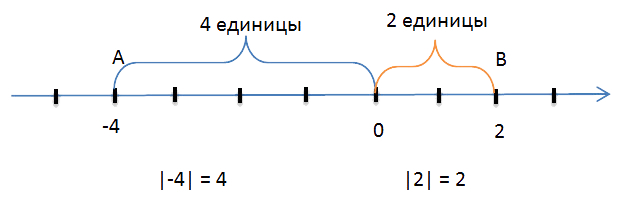 4 единицы
2 единицы
A
B
-4
0
2
|-4| = 4
|2| = 2